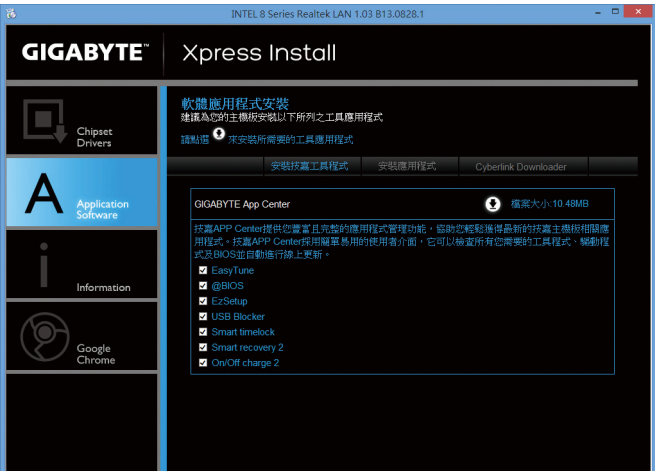 INTEL 8 Series Realtek LAN 1.03 B13.0828.1
GIGABYTE™
Xpress Install
Chipset
Drivers
Application
Software
Information
Google
Chrome
軟體應用程式安裝
建議為您的主機板安裝以下所列之工具應用程式
請點選 來安裝所需要的工具應用程式
安裝技嘉工具程式
安裝應用程式
Cyberlink Downloader
GIGABYTE App Center
檔案大小:10.48MB
技嘉APP Center提供您豐富且完整的應用程式管理功能，協助您輕鬆獲得最新的技嘉主機板相關應
用程式。技嘉APP Center採用簡單易用的使用者介面，它可以檢查所有您需要的工具程式、驅動程
式及BIOS並自動進行線上更新。
EasyTune
@BIOS
EzSetup
USB Blocker
Smart timelock
Smart recovery 2
On/Off charge 2